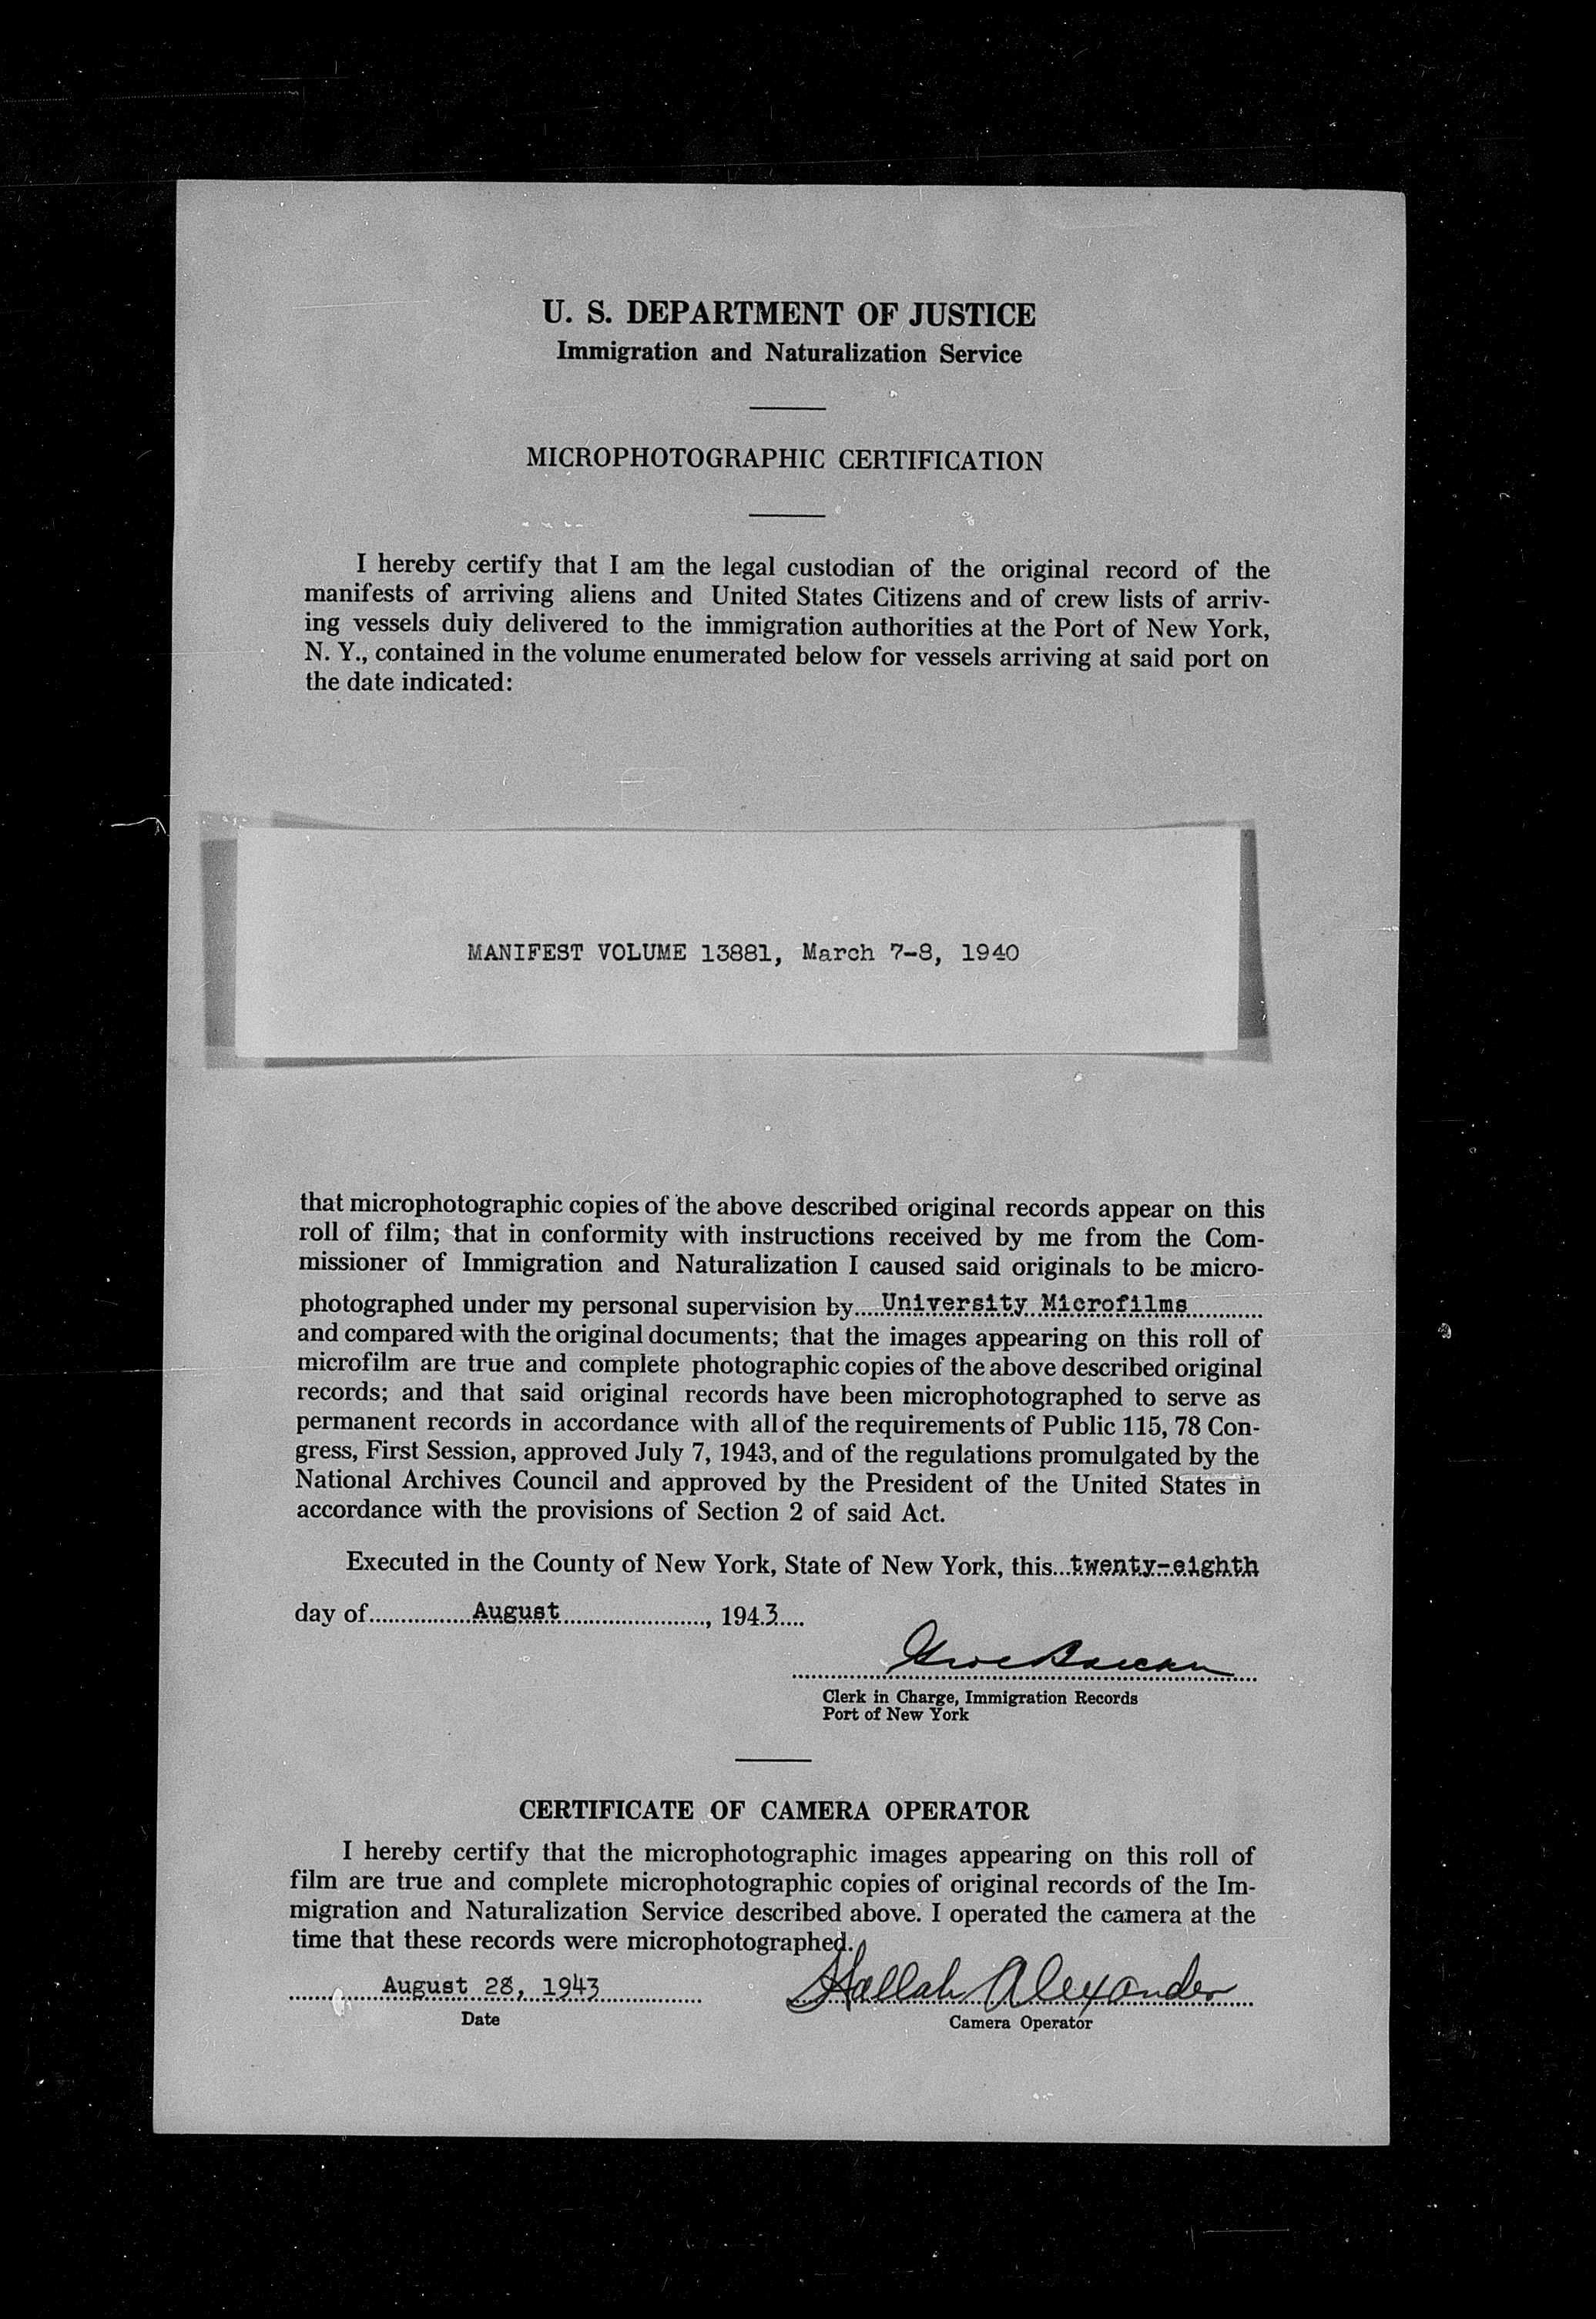 U. S. DEPARTMENT OF JUSTICE
Immigration and Naturalization Service
MICROPHOTOGRAPHIC CERTIFICATION
I hereby certify that I am the legal custodian of the original record of the
manifests of arriving aliens and United States Citizens and of crew lists of arriv-
ing vessels duly delivered to the immigration authorities at the Port of New York,
N. Y., contained in the volume enumerated below for vessels arriving at said port on
the date indicated:
MANIFEST VOLUME 13881, March 7-8, 1940
that microphotographic copies of the above described original records appear on this
roll of film; that in conformity with instructions received by me from the Com-
missioner of Immigration and Naturalization I caused said originals to be micro-
photographed under my personal supervision by....University Microfilms............
and compared with the original documents; that the images appearing on this roll of
microfilm are true and complete photographic copies of the above described original
records; and that said original records have been microphotographed to serve as
permanent records in accordance with all of the requirements of Public 115, 78 Con-
gress, First Session, approved July 7, 1943, and of the regulations promulgated by the
National Archives Council and approved by the President of the United States in
accordance with the provisions of Section 2 of said Act.
Executed in the County of New York, State of New York, this...twenty-eighth
day of................August......................., 1943....
Clerk in Charge, Immigration Records
Port of New York
CERTIFICATE OF CAMERA OPERATOR
I hereby certify that the microphotographic images appearing on this roll of
film are true and complete microphotographic copies of original records of the Im-
migration and Naturalization Service described above. I operated the camera at the
time that these records were microphotographed.
August 28, 1943 Hallah Alexander
Date Camera Operator